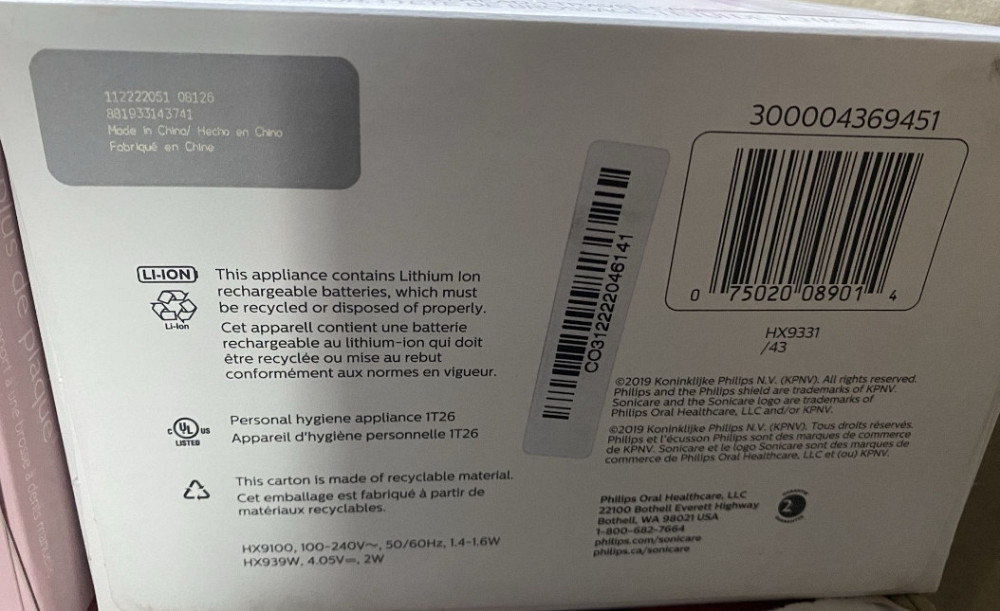 112222051 08126
881933143741
Made in China/ Hecho en China
Fabriqué en Chine
300004369451
0 75020 08901 4
HX9331
/43
CO312222046141
LI-ION
This appliance contains Lithium Ion
rechargeable batteries, which must
be recycled or disposed of properly.
Li-Ion
Cet apparell contient une batterie
rechargeable au lithium-ion qui doit
être recyclée ou mise au rebut
conformément aux normes en vigueur.
c UL us
LISTED
Personal hygiene appliance 1T26
Appareil d'hygiène personnelle 1T26
This carton is made of recyclable material.
Cet emballage est fabriqué à partir de
matériaux recyclables.
HX9100, 100-240V~, 50/60Hz, 1.4-1.6W
HX939W, 4.05V⎓, 2W
©2019 Koninklijke Philips N.V. (KPNV). All rights reserved.
Philips and the Philips shield are trademarks of KPNV.
Sonicare and the Sonicare logo are trademarks of
Philips Oral Healthcare, LLC and/or KPNV.
©2019 Koninklijke Philips N.V. (KPNV). Tous droits réservés.
Philips et l'écusson Philips sont des marques de commerce
de KPNV. Sonicare et le logo Sonicare sont des marques de
commerce de Philips Oral Healthcare, LLC et (ou) KPNV.
Philips Oral Healthcare, LLC
22100 Bothell Everett Highway
Bothell, WA 98021 USA
1-800-682-7664
philips.com/sonicare
philips.ca/sonicare
2
plus de plaque